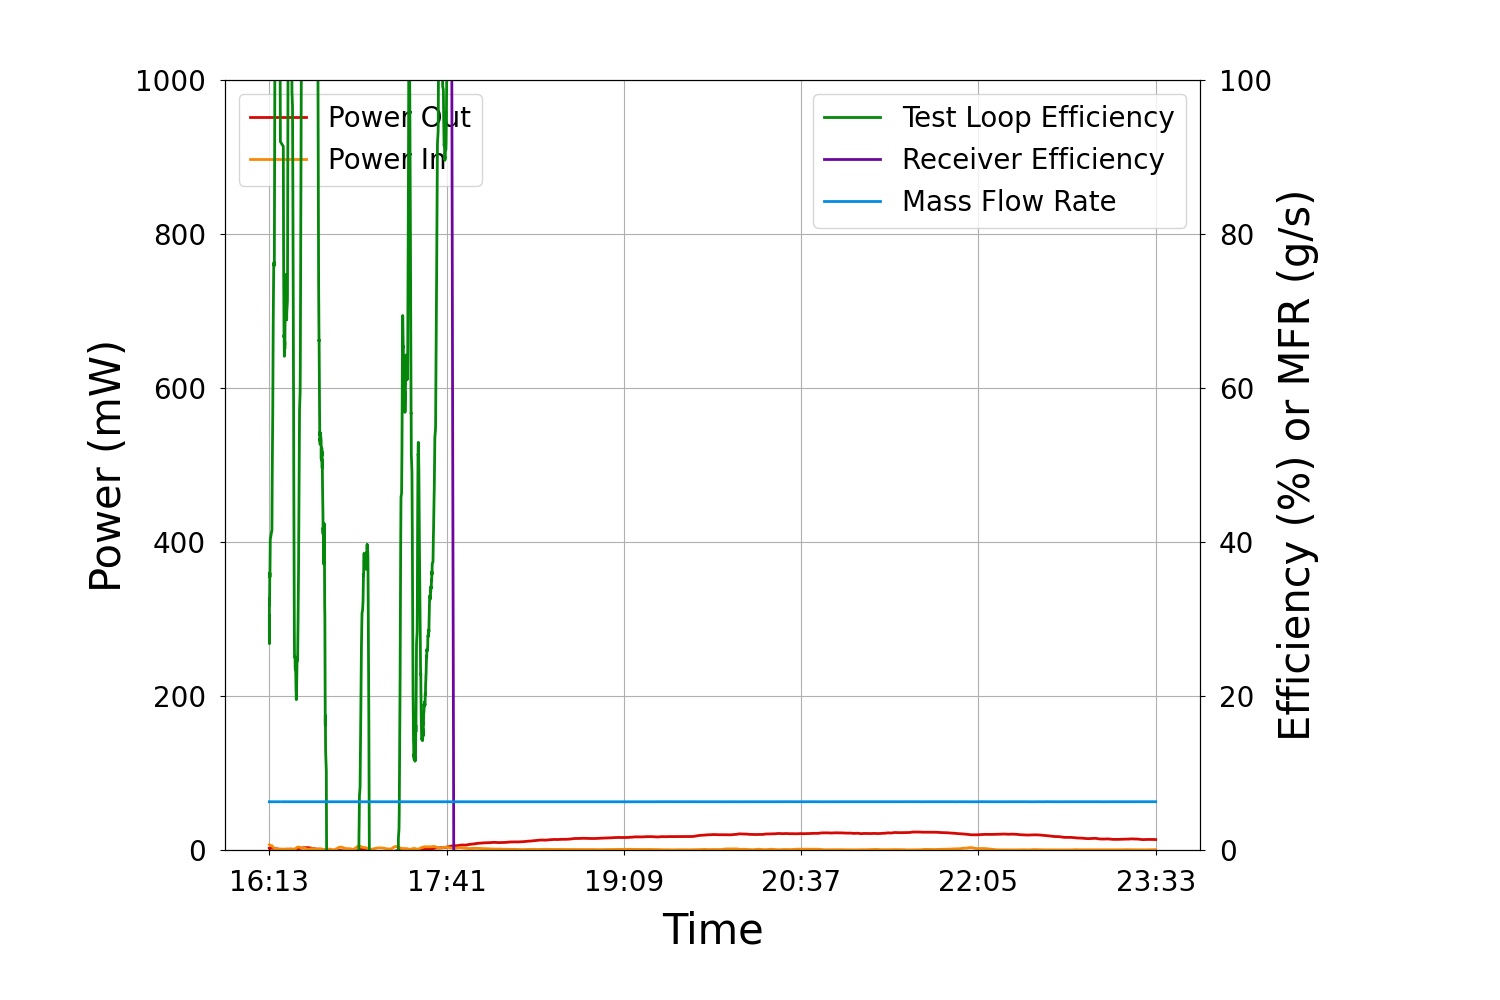 1000
800
600
400
200
0
Power (mW)
Power Out
Power In
Test Loop Efficiency
Receiver Efficiency
Mass Flow Rate
100
80
60
40
20
0
Efficiency (%) or MFR (g/s)
16:13 17:41 19:09 20:37 22:05 23:33
Time